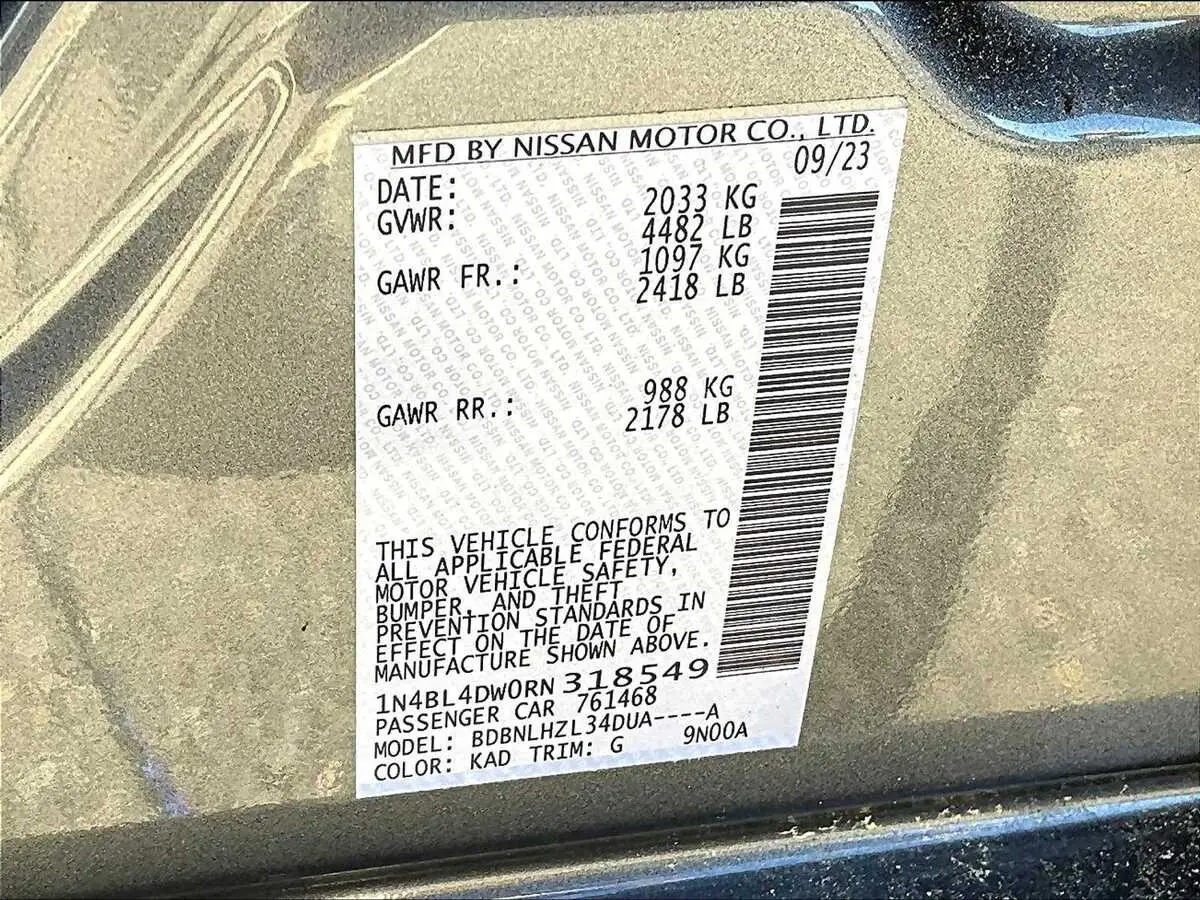 MFD BY NISSAN MOTOR CO., LTD.
DATE: 09/23
GVWR: 2033 KG
4482 LB
GAWR FR.: 1097 KG
2418 LB
GAWR RR.: 988 KG
2178 LB
THIS VEHICLE CONFORMS TO
ALL APPLICABLE FEDERAL
MOTOR VEHICLE SAFETY,
BUMPER, AND THEFT
PREVENTION STANDARDS IN
EFFECT ON THE DATE OF
MANUFACTURE SHOWN ABOVE.
1N4BL4DW0RN318549
PASSENGER CAR 761468
MODEL: BDBNLHZL34DUA----A
COLOR: KAD TRIM: G 9N00A